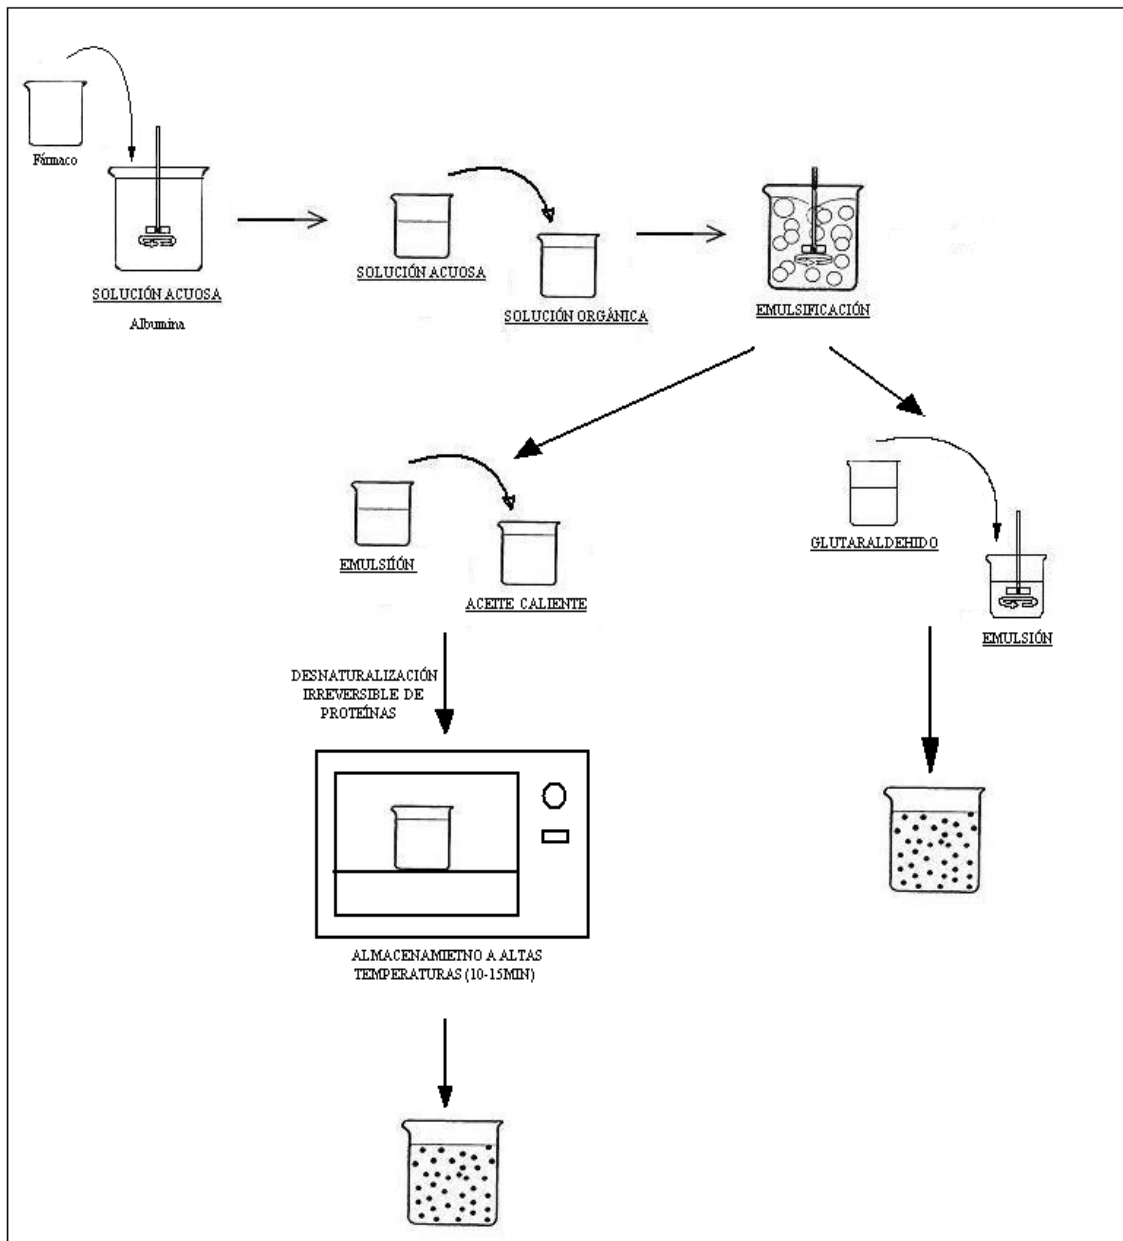 Fármaco
SOLUCIÓN ACUOSA
Albumina
SOLUCIÓN ACUOSA
SOLUCIÓN ORGÁNICA
EMULSIFICACIÓN
EMULSIÍÓN
ACEITE CALIENTE
GLUTARALDEHIDO
EMULSIÓN
DESNATURALIZACIÓN
IRREVERSIBLE DE
PROTEÍNAS
ALMACENAMIETNO A ALTAS
TEMPERATURAS (10-15MIN)